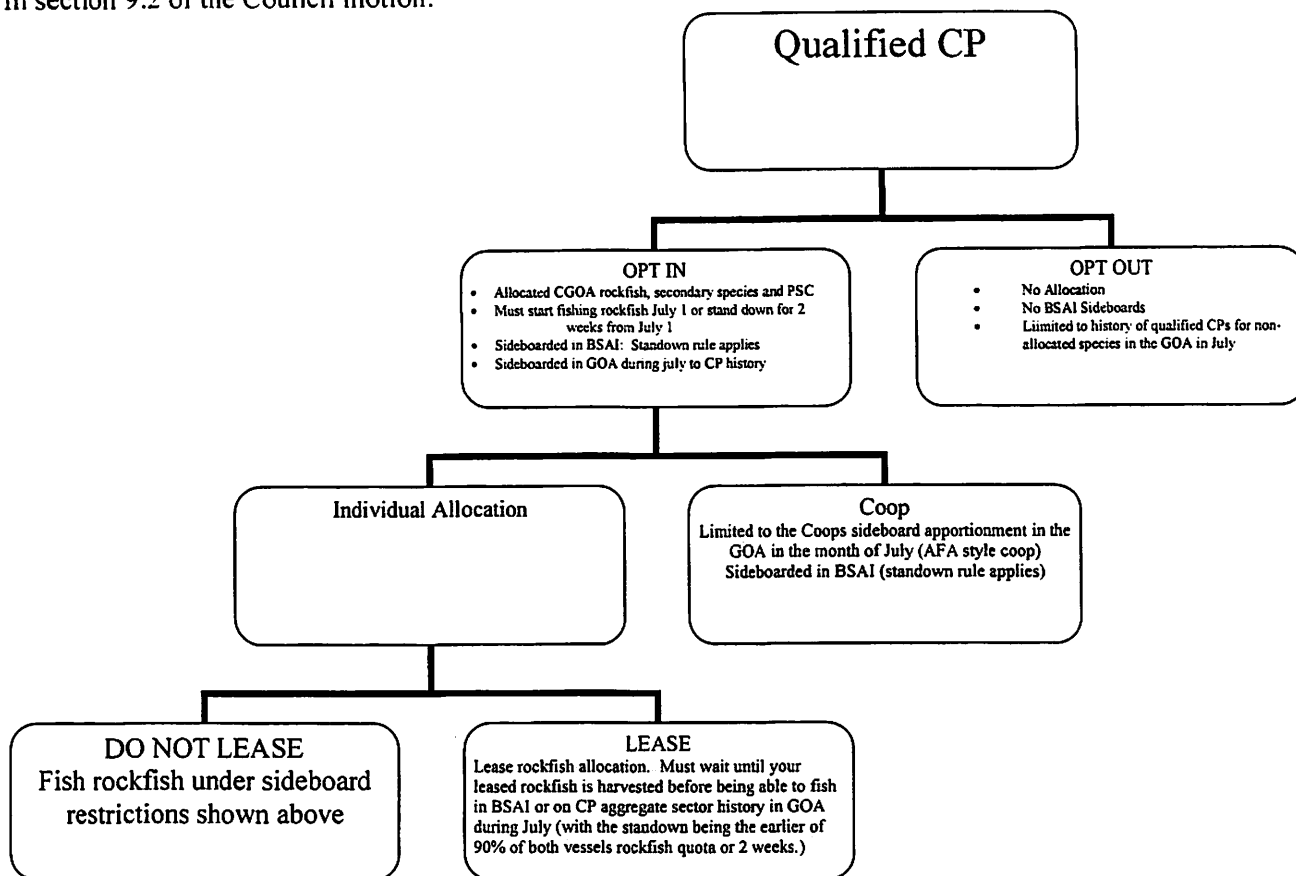 in section 9.2 of the Council motion.
Qualified CP
OPT IN
• Allocated CGOA rockfish, secondary species and PSC
• Must start fishing rockfish July 1 or stand down for 2
weeks from July 1
• Sideboarded in BSAI: Standown rule applies
• Sideboarded in GOA during july to CP history
OPT OUT
• No Allocation
• No BSAI Sideboards
• Liimited to history of qualified CPs for non-
allocated species in the GOA in July
Individual Allocation
Coop
Limited to the Coops sideboard apportionment in the
GOA in the month of July (AFA style coop)
Sideboarded in BSAI (standown rule applies)
DO NOT LEASE
Fish rockfish under sideboard
restrictions shown above
LEASE
Lease rockfish allocation. Must wait until your
leased rockfish is harvested before being able to fish
in BSAI or on CP aggregate sector history in GOA
during July (with the standown being the earlier of
90% of both vessels rockfish quota or 2 weeks.)